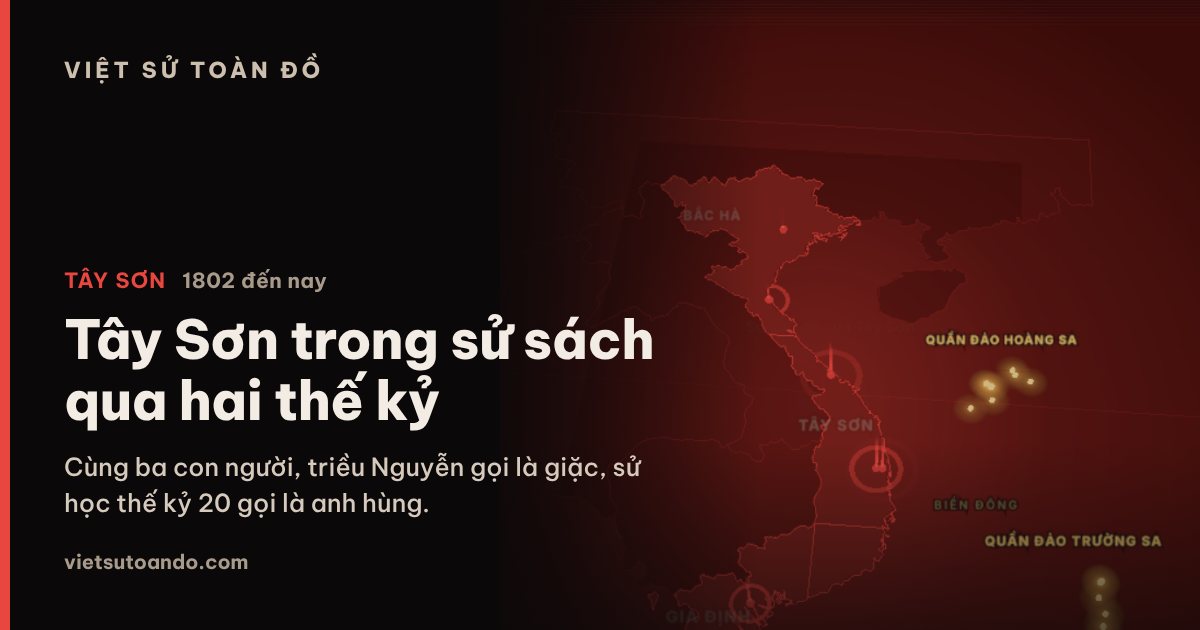 VIỆT SỬ TOÀN ĐỒ
TÂY SƠN 1802 đến nay
Tây Sơn trong sử sách
qua hai thế kỷ
Cùng ba con người, triều Nguyễn gọi là giặc, sử
học thế kỷ 20 gọi là anh hùng.
vietsutoando.com
BẮC HÀ
QUẦN ĐẢO HOÀNG SA
TÂY SƠN
BIỂN ĐÔNG
QUẦN ĐẢO TRƯỜNG SA
GIA ĐỊNH